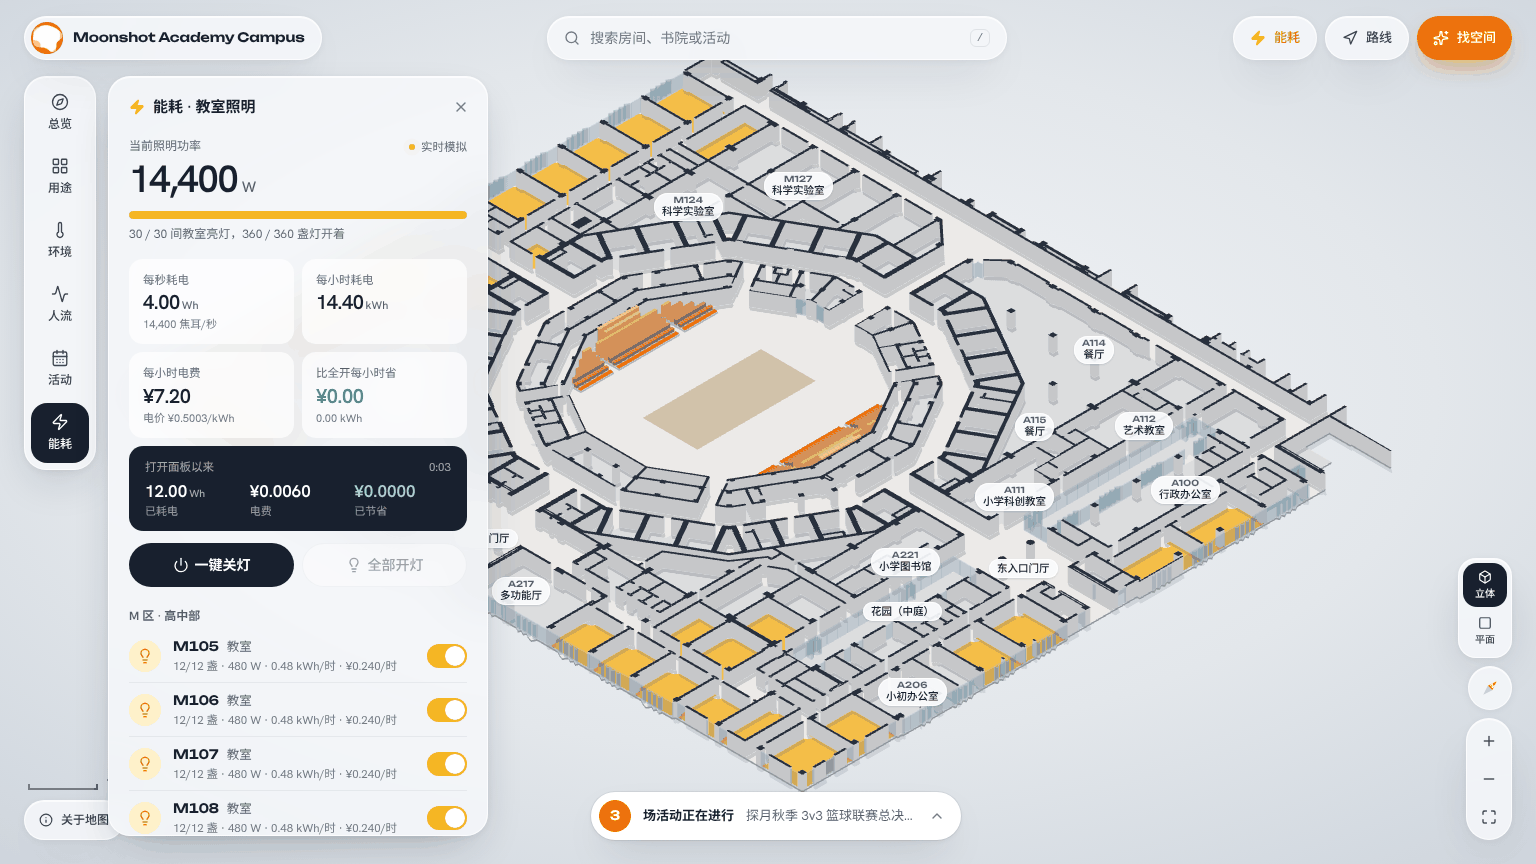 Moonshot Academy Campus
搜索房间、书院或活动
/
能耗
路线
找空间
总览
用途
环境
人流
活动
能耗
能耗 · 教室照明
当前照明功率
实时模拟
14,400 W
30 / 30 间教室亮灯，360 / 360 盏灯开着
每秒耗电
4.00 Wh
14,400 焦耳/秒
每小时耗电
14.40 kWh
每小时电费
¥7.20
电价 ¥0.5003/kWh
比全开每小时省
¥0.00
0.00 kWh
打开面板以来
0:03
12.00 Wh
已耗电
¥0.0060
电费
¥0.0000
已节省
一键关灯
全部开灯
M 区 · 高中部
M105 教室
12/12 盏 · 480 W · 0.48 kWh/时 · ¥0.240/时
M106 教室
12/12 盏 · 480 W · 0.48 kWh/时 · ¥0.240/时
M107 教室
12/12 盏 · 480 W · 0.48 kWh/时 · ¥0.240/时
M108 教室
12/12 盏 · 480 W · 0.48 kWh/时 · ¥0.240/时
关于地图
M127
科学实验室
M124
科学实验室
A114
餐厅
A115
餐厅
A112
艺术教室
A111
小学科创教室
A100
行政办公室
门厅
A221
小学图书馆
东入口门厅
A217
多功能厅
花园（中庭）
A206
小初办公室
立体
平面
3 场活动正在进行 探月秋季 3v3 篮球联赛总决...